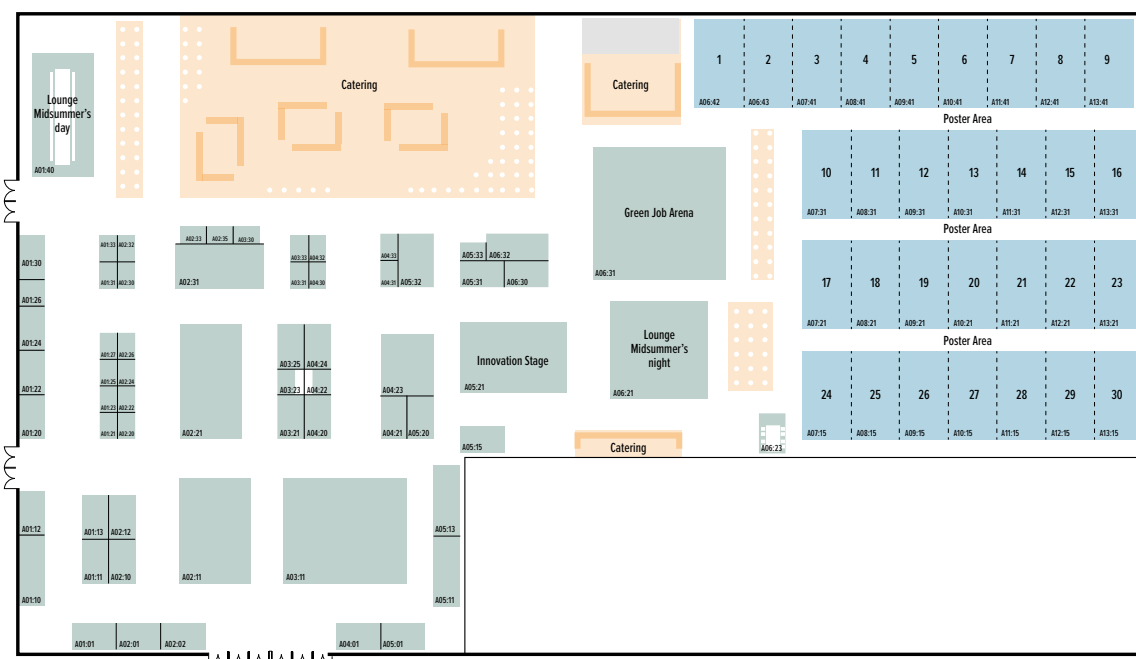 1 2 3 4 5 6 7 8 9
Catering
Catering
Lounge
Midsummer's
day
A06:42 A06:43 A07:41 A08:41 A09:41 A10:41 A11:41 A12:41 A13:41
Poster Area
A01:40
10 11 12 13 14 15 16
Green Job Arena
A07:31 A08:31 A09:31 A10:31 A11:31 A12:31 A13:31
Poster Area
A02:33 A02:35 A03:30
A01:33 A02:32
A03:33 A04:32
A04:33
A05:33 A06:32
A01:30
A01:31 A02:30
A02:31
A03:31 A04:30
A04:31 A05:32
A05:31 A06:30
A06:31
17 18 19 20 21 22 23
A01:26
A07:21 A08:21 A09:21 A10:21 A11:21 A12:21 A13:21
Poster Area
Lounge
Midsummer's
night
A01:24
A01:27 A02:26
A03:25 A04:24
Innovation Stage
A01:25 A02:24
A01:22
A03:23 A04:22
A04:23
A05:21
A06:21
24 25 26 27 28 29 30
A01:23 A02:22
A01:20
A01:21 A02:20
A02:21
A03:21 A04:20
A04:21 A05:20
A07:15 A08:15 A09:15 A10:15 A11:15 A12:15 A13:15
A05:15
Catering
A06:23
A01:12
A01:13 A02:12
A05:13
A01:11 A02:10
A02:11
A03:11
A01:10
A05:11
A01:01 A02:01 A02:02
A04:01 A05:01